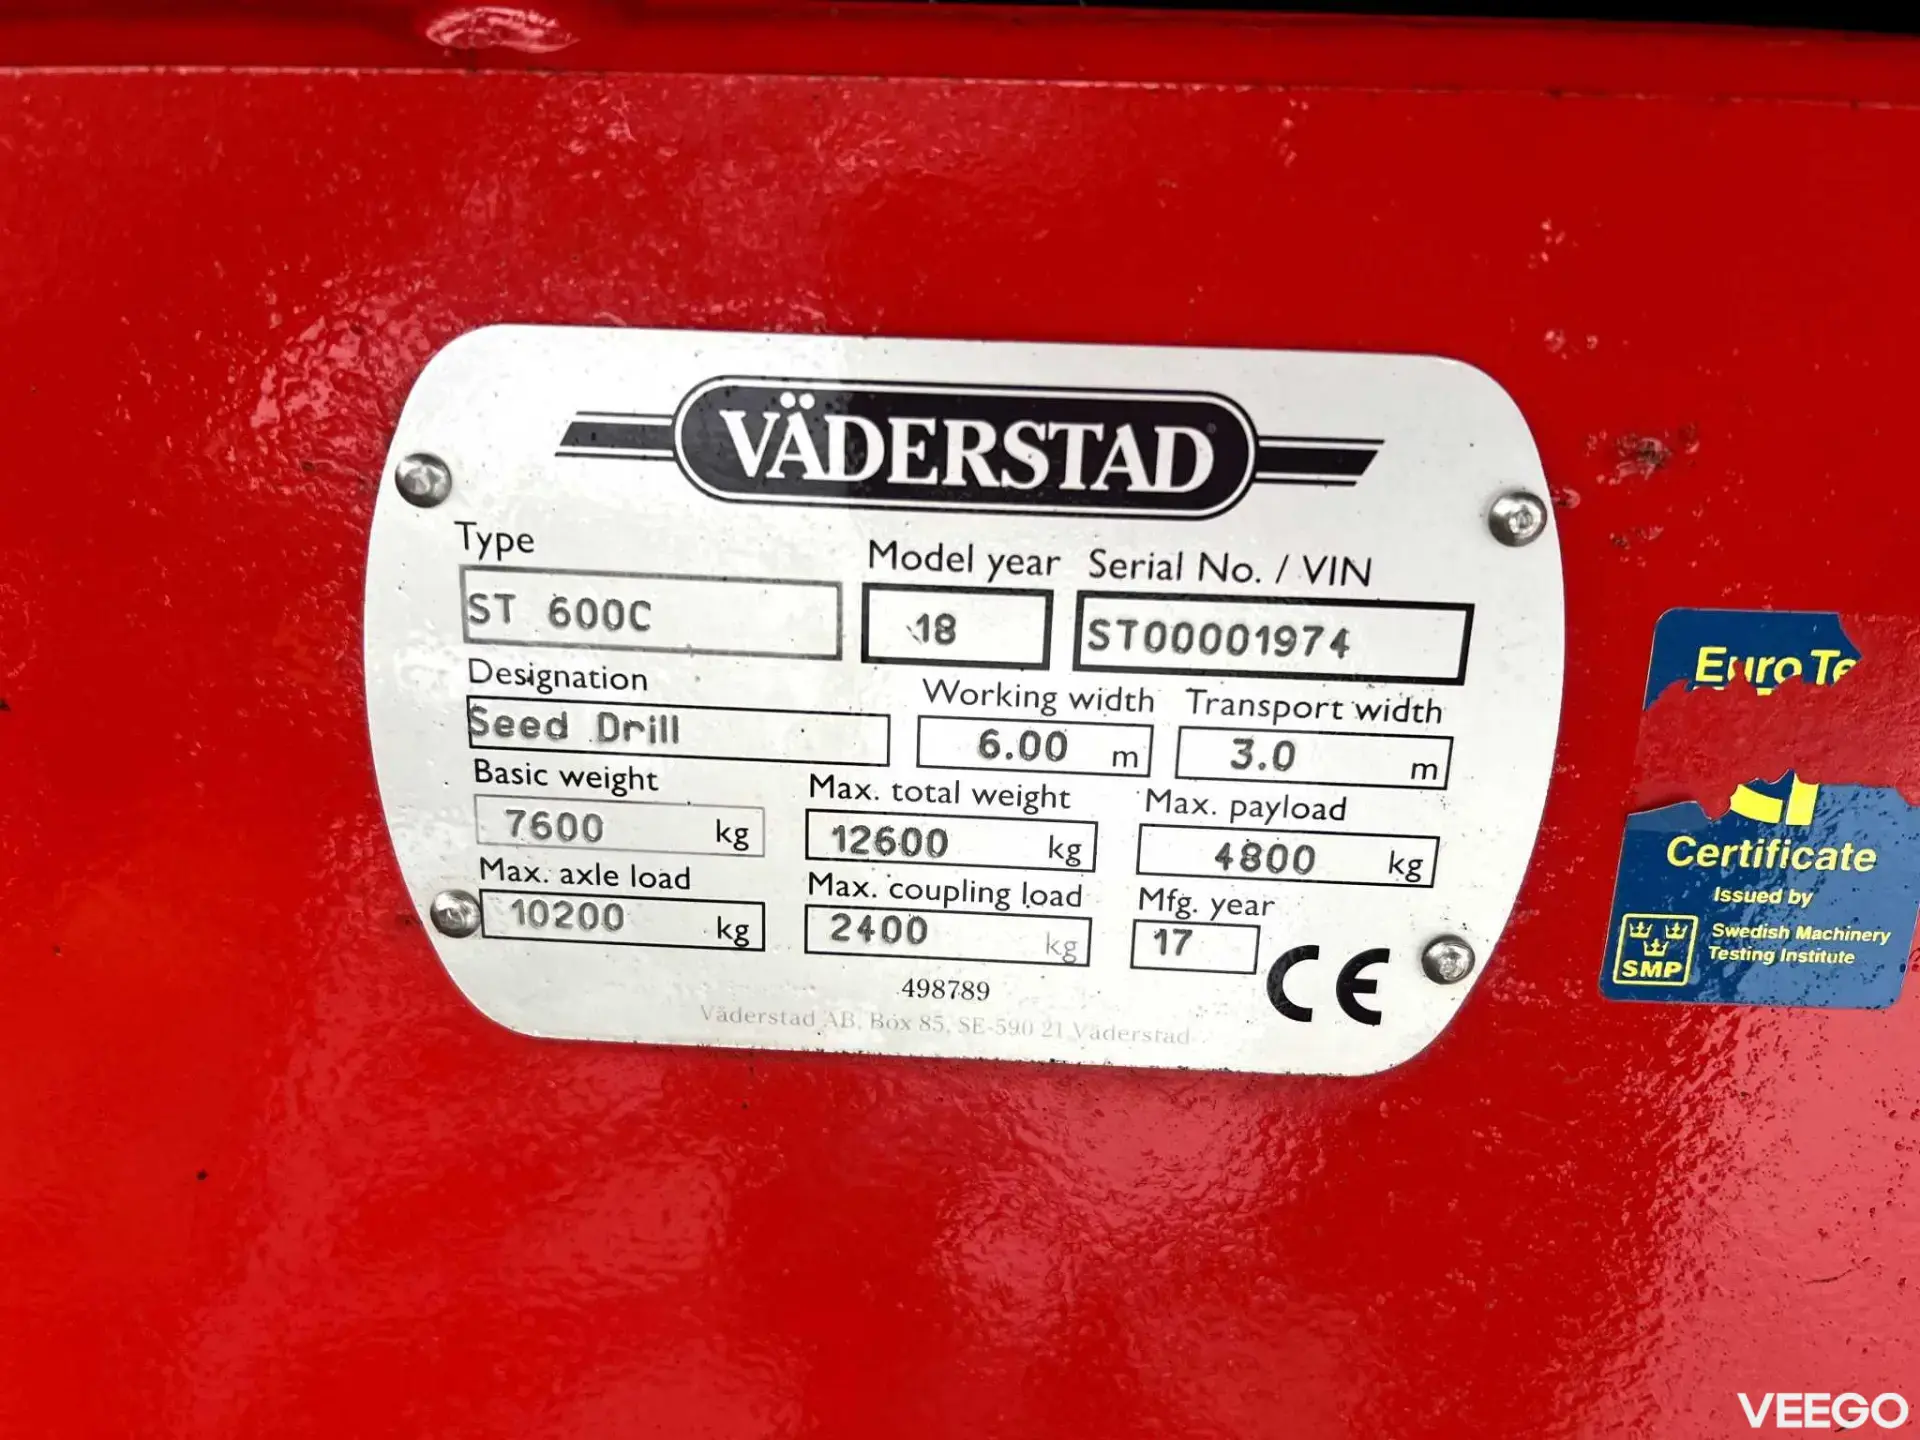 VÄDERSTAD
Type
Model year
Serial No. / VIN
ST 600C
18
ST00001974
Designation
Working width
Transport width
Seed Drill
6.00 m
3.0 m
Basic weight
Max. total weight
Max. payload
7600 kg
12600 kg
4800 kg
Max. axle load
Max. coupling load
Mfg. year
10200 kg
2400 kg
17
CE
498789
Väderstad AB, Box 85, SE-590 21 Väderstad
Euro Te
Certificate
Issued by
SMP
Swedish Machinery
Testing Institute
VEEGO